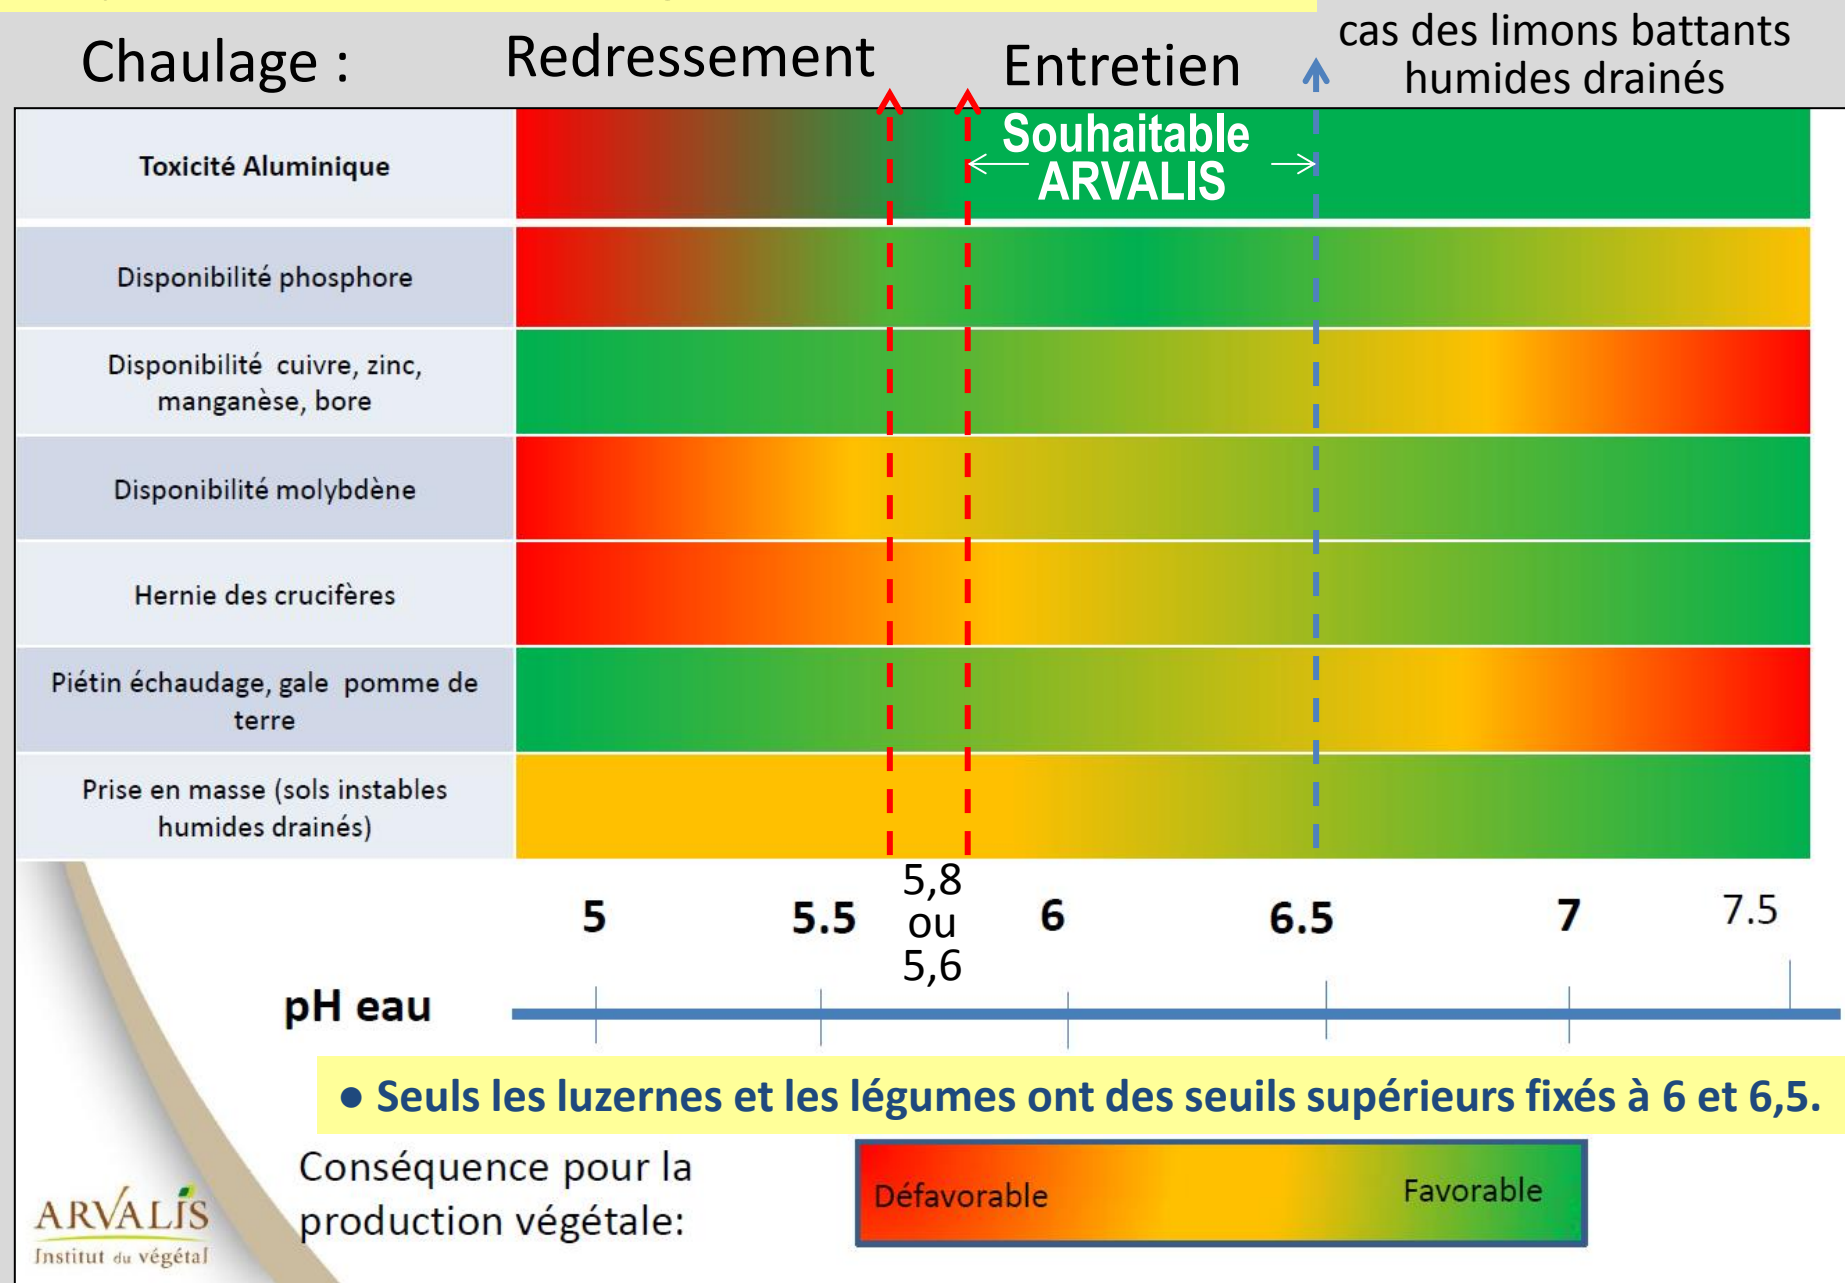 Chaulage :
Redressement
Entretien
cas des limons battants
humides drainés
Toxicité Aluminique
Souhaitable
ARVALIS
Disponibilité phosphore
Disponibilité cuivre, zinc,
manganèse, bore
Disponibilité molybdène
Hernie des crucifères
Piétin échaudage, gale pomme de
terre
Prise en masse (sols instables
humides drainés)
5
5.5
5,8
ou
5,6
6
6.5
7
7.5
pH eau
● Seuls les luzernes et les légumes ont des seuils supérieurs fixés à 6 et 6,5.
Conséquence pour la
production végétale:
Défavorable
Favorable
ARVALIS
Institut du végétal